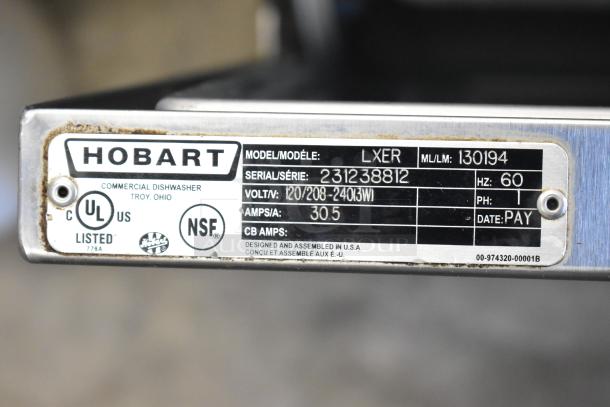 HOBART
COMMERCIAL DISHWASHER
TROY, OHIO
C UL US
LISTED
776A
NSF
MODEL/MODÉLE: LXER ML/LM: 130194
SERIAL/SÉRIE: 231238812 HZ: 60
VOLT/V: 120/208-240(3W) PH: 1
AMPS/A: 30.5 DATE: PAY
CB AMPS:
DESIGNED AND ASSEMBLED IN U.S.A
CONÇU ET ASSEMBLÉ AUX É.-U.
00-974320-00001B